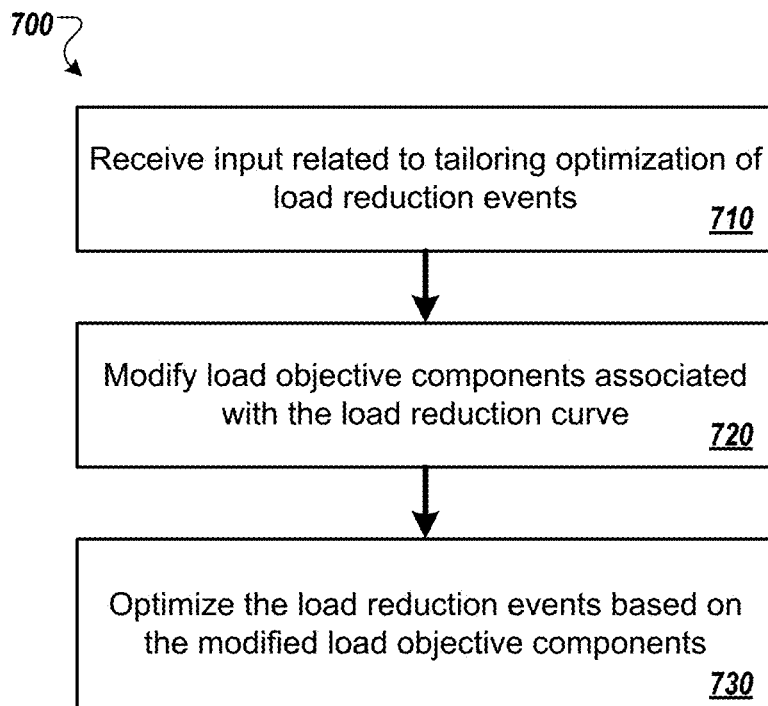 700
Receive input related to tailoring optimization of
load reduction events
710
Modify load objective components associated
with the load reduction curve
720
Optimize the load reduction events based on
the modified load objective components
730